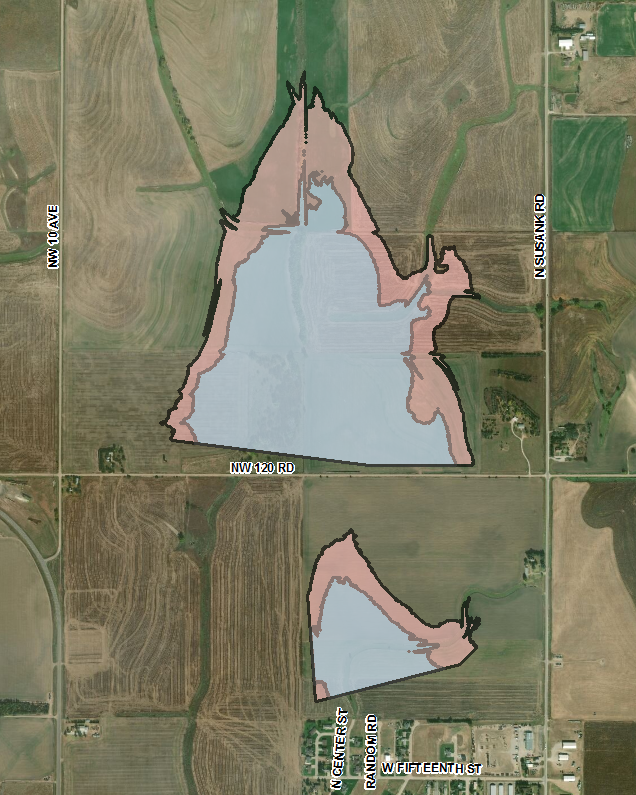 NW 10 AVE
N SUSANK RD
NW 120 RD
N CENTER ST
RANDOM RD
W FIFTEENTH ST